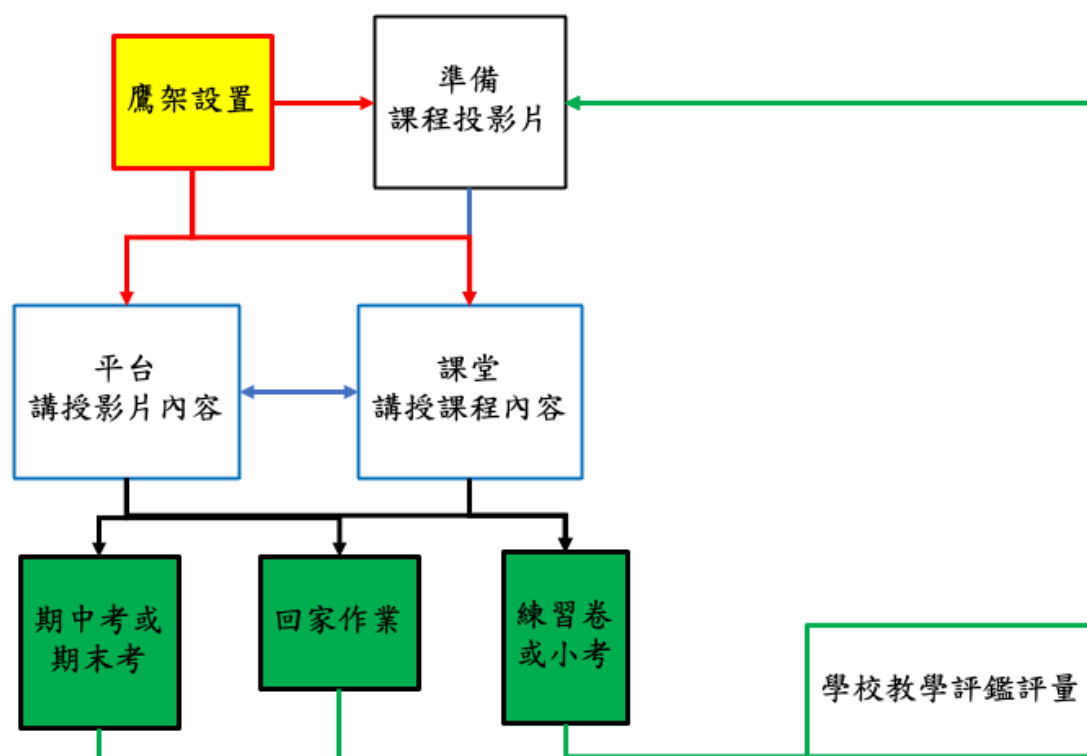 鷹架設置
準備
課程投影片
平台
講授影片內容
課堂
講授課程內容
期中考或
期末考
回家作業
練習卷
或小考
學校教學評鑑評量